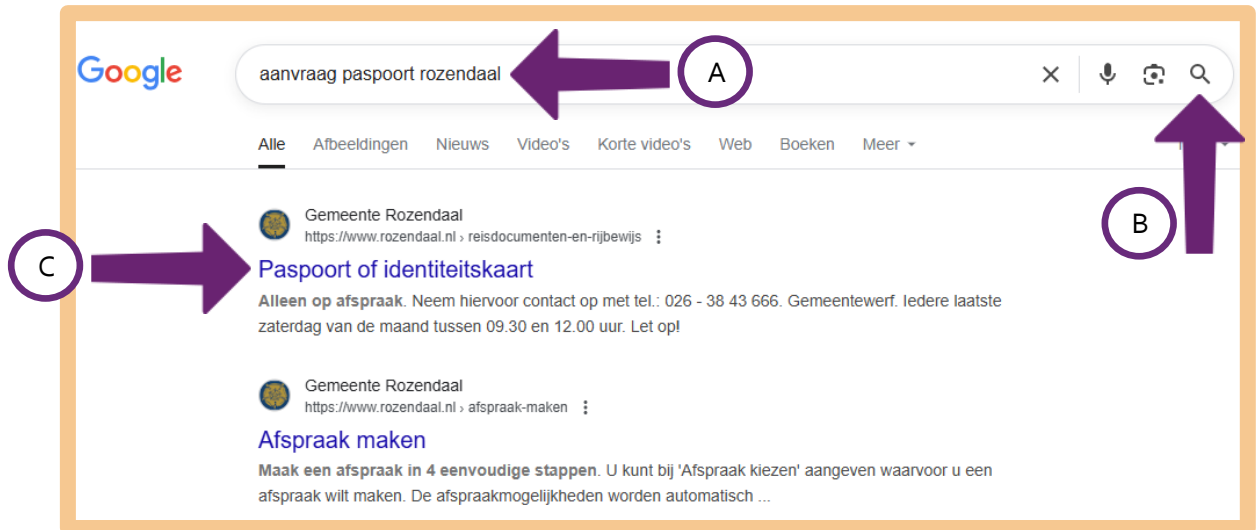 Google
aanvraag paspoort rozendaal
A
Alle Afbeeldingen Nieuws Video's Korte video's Web Boeken Meer
B
Gemeente Rozendaal
https://www.rozendaal.nl › reisdocumenten-en-rijbewijs
C
Paspoort of identiteitskaart
Alleen op afspraak. Neem hiervoor contact op met tel.: 026 - 38 43 666. Gemeentewerf. Iedere laatste
zaterdag van de maand tussen 09.30 en 12.00 uur. Let op!
Gemeente Rozendaal
https://www.rozendaal.nl › afspraak-maken
Afspraak maken
Maak een afspraak in 4 eenvoudige stappen. U kunt bij 'Afspraak kiezen' aangeven waarvoor u een
afspraak wilt maken. De afspraakmogelijkheden worden automatisch ...